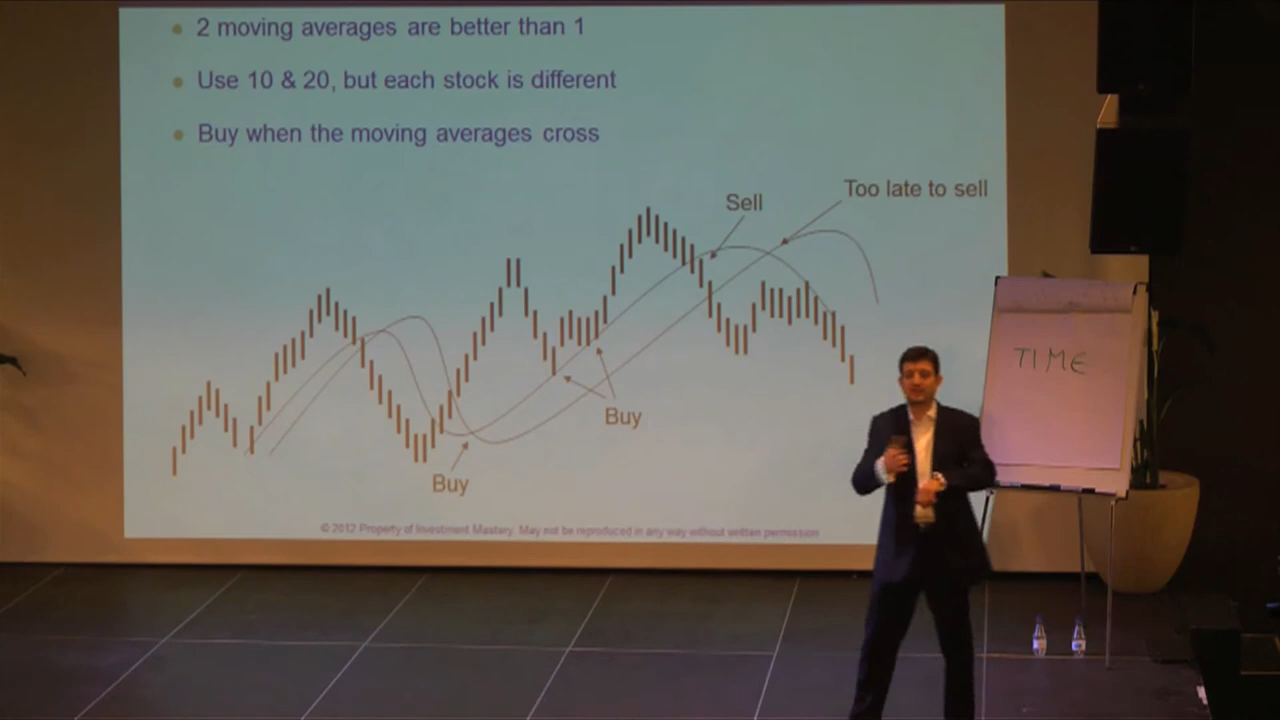 2 moving averages are better than 1
Use 10 & 20, but each stock is different
Buy when the moving averages cross
Too late to sell
Sell
TIME
Buy
Buy
© 2012 Property of Investment Mastery. May not be reproduced in any way without written permission